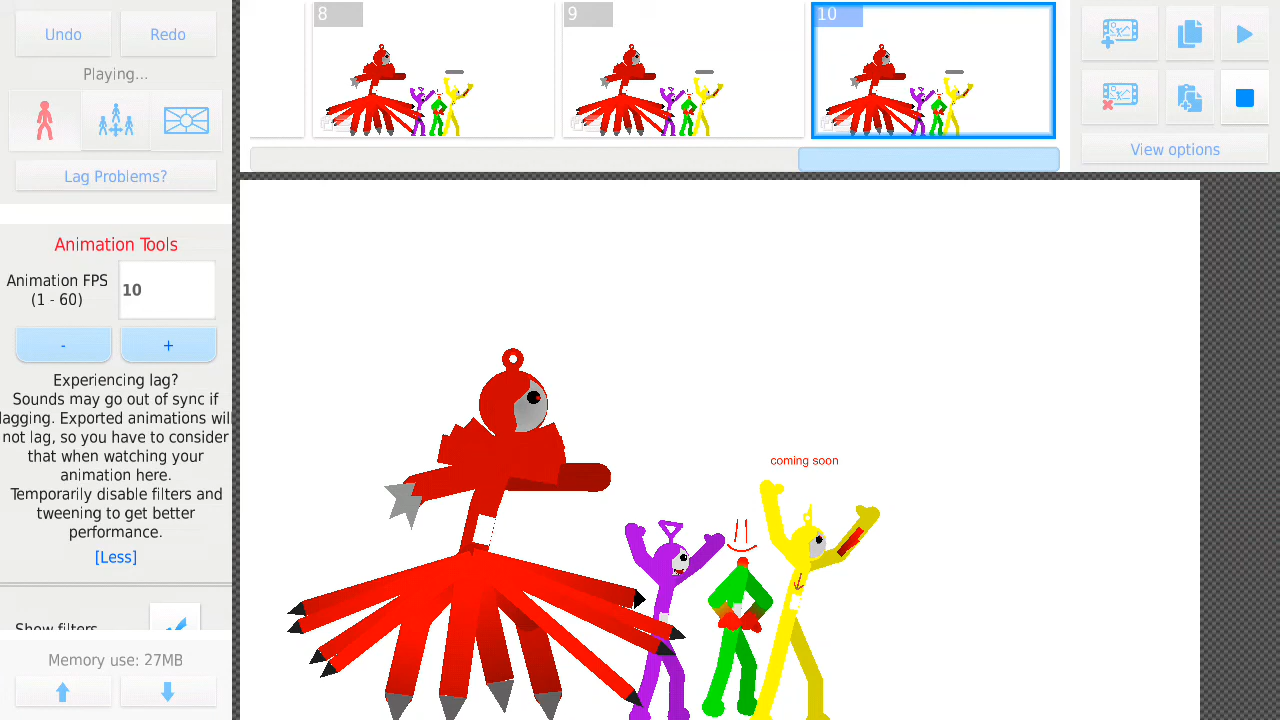 Undo
Redo
Playing...
Lag Problems?
8
9
10
View options
Animation Tools
Animation FPS
(1 - 60)
10
-
+
Experiencing lag?
Sounds may go out of sync if
lagging. Exported animations will
not lag, so you have to consider
that when watching your
animation here.
Temporarily disable filters and
tweening to get better
performance.
[Less]
Show filters
Memory use: 27MB
coming soon